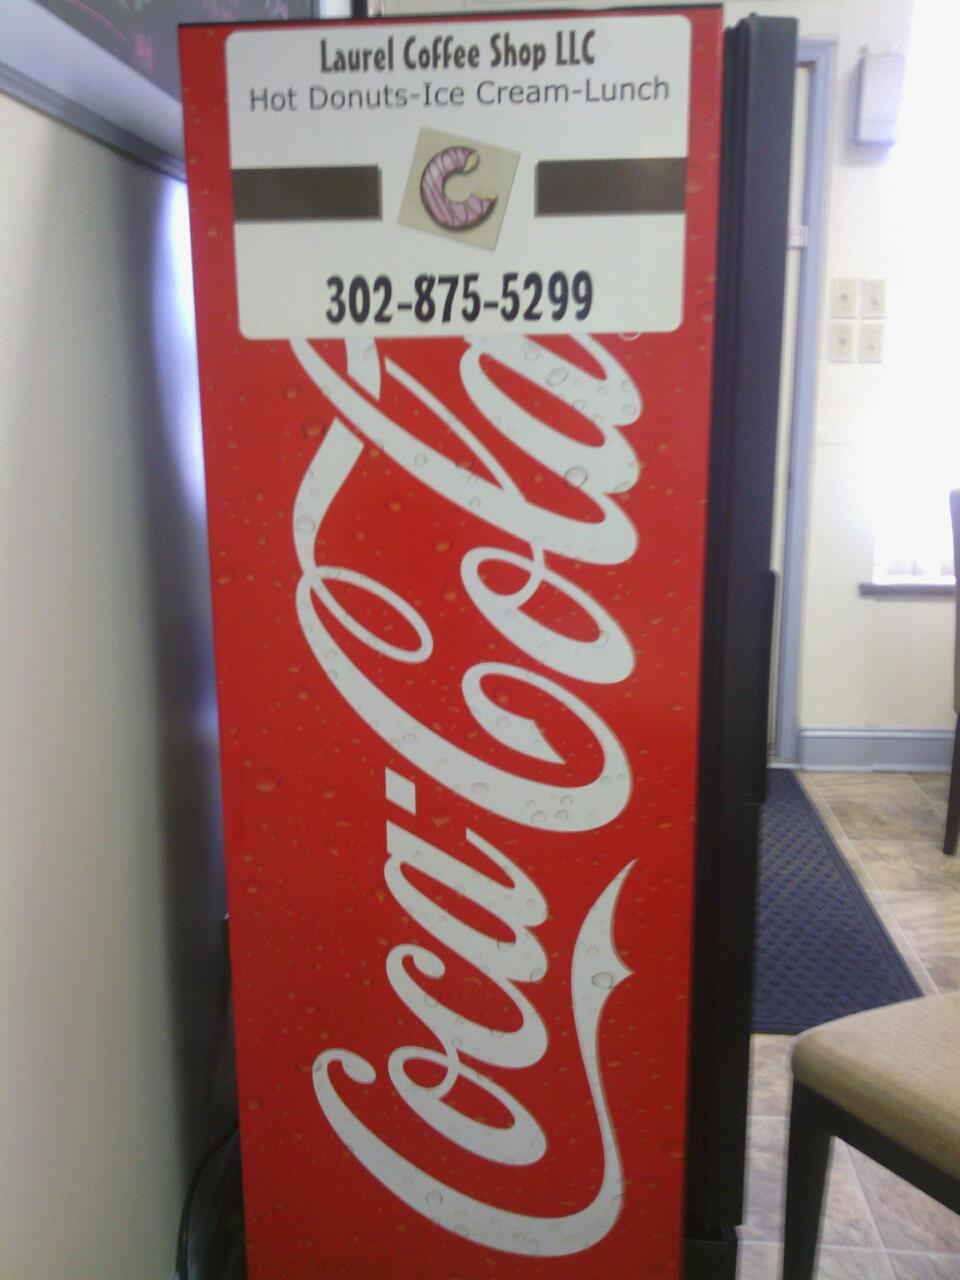 Laurel Coffee Shop LLC
Hot Donuts-Ice Cream-Lunch
302-875-5299
Coca-Cola